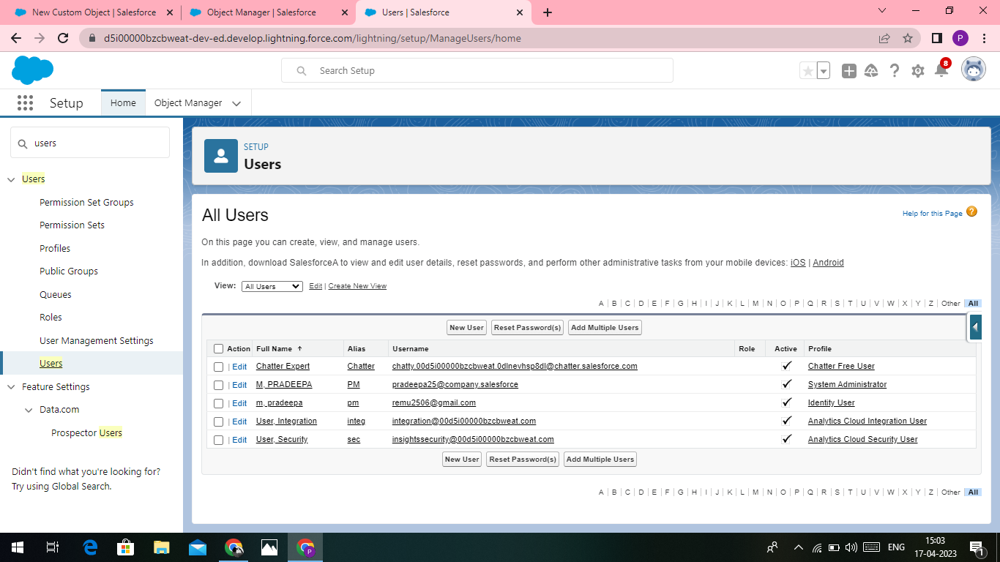 New Custom Object | Salesforce
Object Manager | Salesforce
Users | Salesforce
d5i00000bzcbweat-dev-ed.develop.lightning.force.com/lightning/setup/ManageUsers/home
P
Search Setup
8
Setup
Home
Object Manager
users
Users
Permission Set Groups
Permission Sets
Profiles
Public Groups
Queues
Roles
User Management Settings
Users
Feature Settings
Data.com
Prospector Users
Didn't find what you're looking for?
Try using Global Search.
SETUP
Users
All Users
Help for this Page ?
On this page you can create, view, and manage users.
In addition, download SalesforceA to view and edit user details, reset passwords, and perform other administrative tasks from your mobile devices: iOS | Android
View: All Users Edit | Create New View
A | B | C | D | E | F | G | H | I | J | K | L | M | N | O | P | Q | R | S | T | U | V | W | X | Y | Z | Other All
New User Reset Password(s) Add Multiple Users
Action Full Name ↑ Alias Username Role Active Profile
| Edit Chatter Expert Chatter chatty.00d5i00000bzcbweat.0dlnevhsp8dl@chatter.salesforce.com ✓ Chatter Free User
| Edit M, PRADEEPA PM pradeepa25@company.salesforce ✓ System Administrator
| Edit m, pradeepa pm remu2506@gmail.com ✓ Identity User
| Edit User, Integration integ integration@00d5i00000bzcbweat.com ✓ Analytics Cloud Integration User
| Edit User, Security sec insightssecurity@00d5i00000bzcbweat.com ✓ Analytics Cloud Security User
New User Reset Password(s) Add Multiple Users
A | B | C | D | E | F | G | H | I | J | K | L | M | N | O | P | Q | R | S | T | U | V | W | X | Y | Z | Other All
P
ENG
15:03
17-04-2023
1